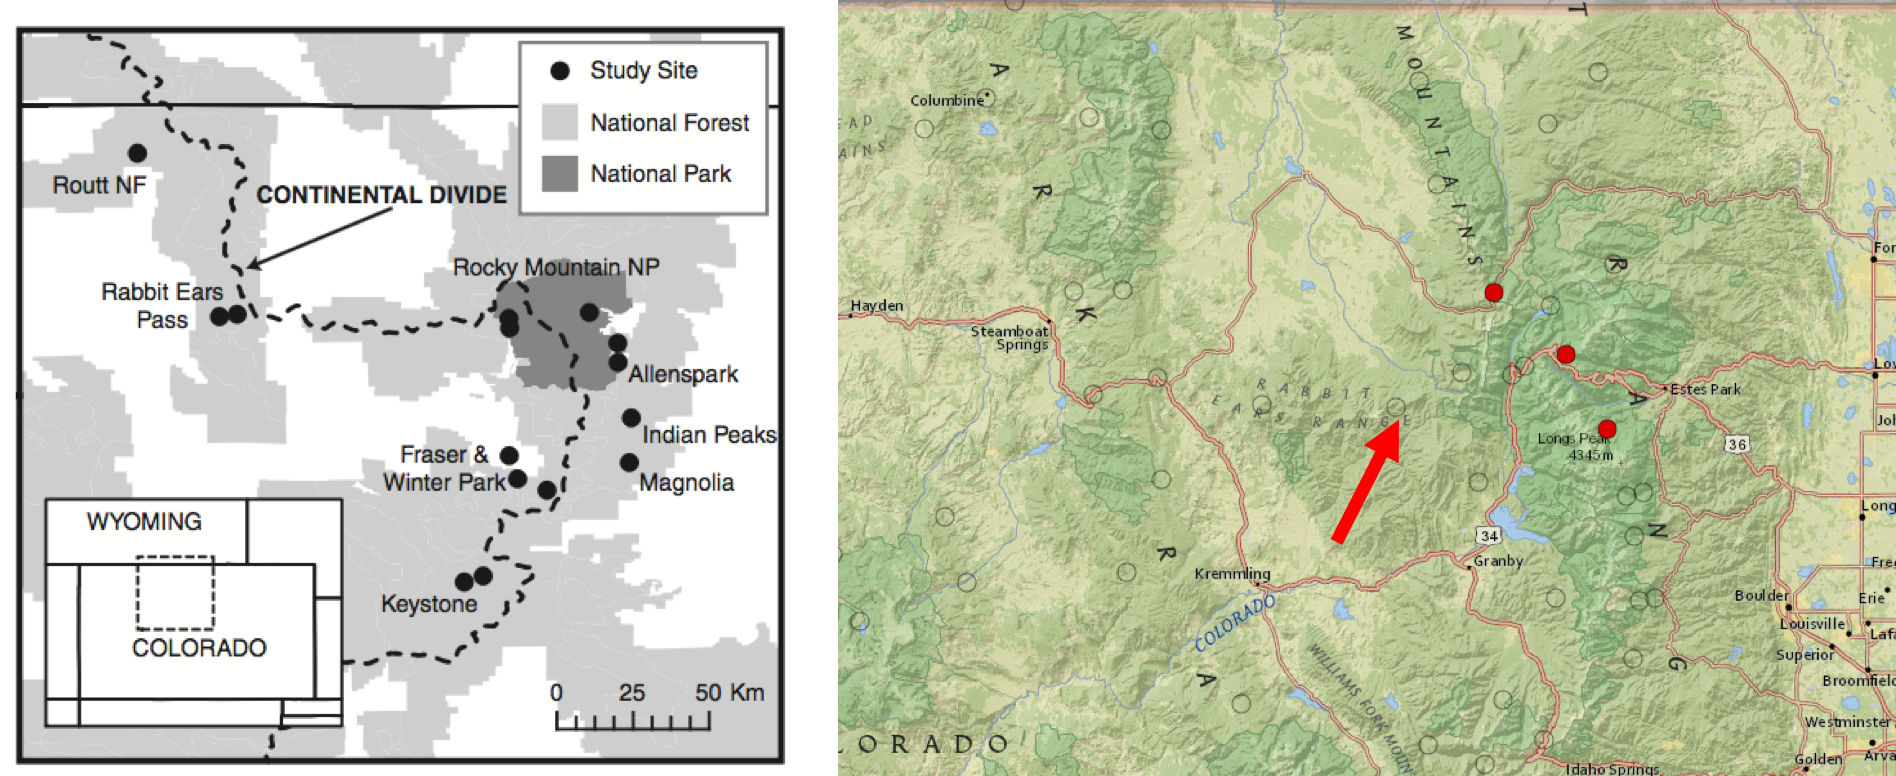 Study Site
National Forest
National Park
Routt NF
CONTINENTAL DIVIDE
Rocky Mountain NP
Rabbit Ears
Pass
Allenspark
Indian Peaks
Fraser &
Winter Park
Magnolia
WYOMING
Keystone
COLORADO
0 25 50 Km
MOUNTAINS
T
A
Columbine
EAD
AINS
R
R
Hayden
K
Steamboat
Springs
RABBIT
EARS RANGE
A
Estes Park
Longs Peak
4345 m
36
R
N
34
Granby
Kremmling
COLORADO
WILLIAMS FORK MOUN
A
G
For
Lov
Joh
Long
Fre
Boulder
Erie
Louisville
Lafa
Superior
Broomfield
Westminster
Golden
Arva
Idaho Springs
LORADO